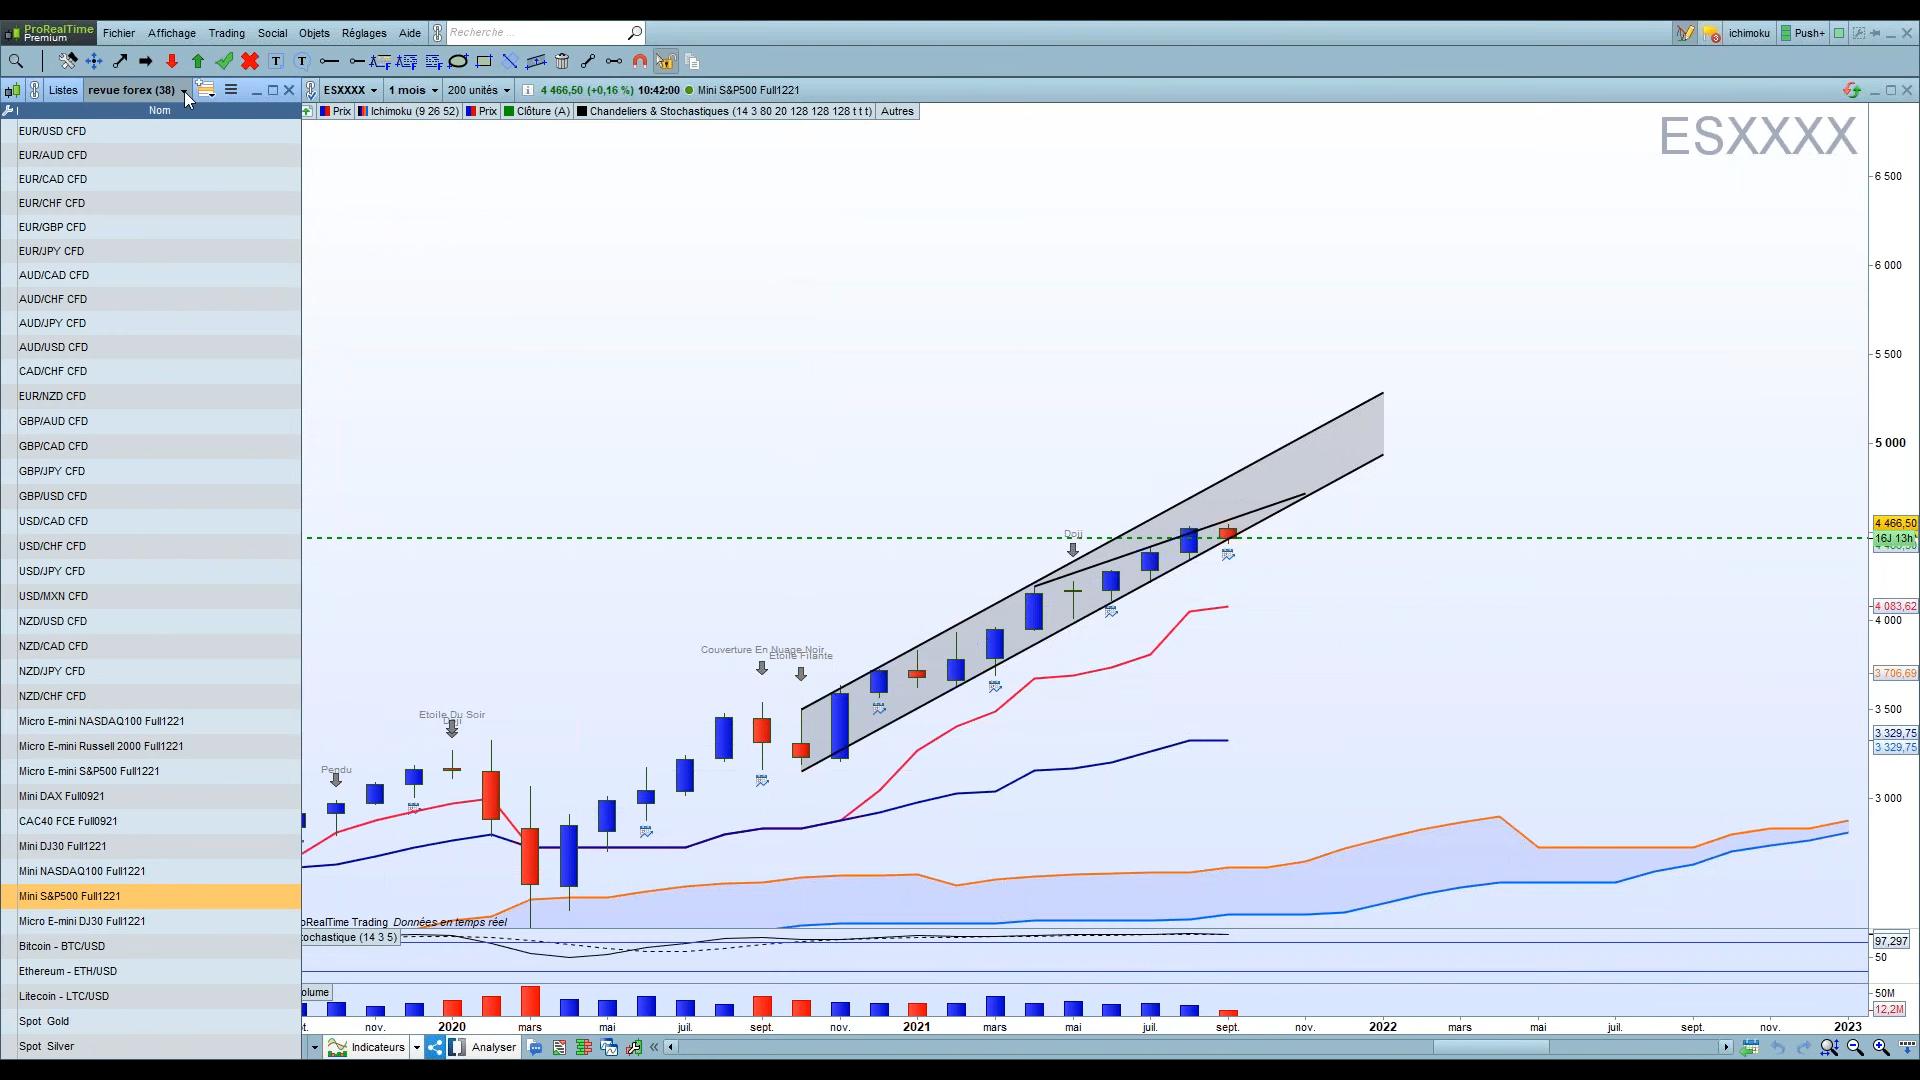 ProRealTime
Premium
Fichier Affichage Trading Social Objets Réglages Aide
Recherche ...
3 ichimoku Push+
Listes revue forex (38)
ESXXXX 1 mois 200 unités 4 466,50 (+0,16 %) 10:42:00 Mini S&P500 Full1221
Nom
Prix Ichimoku (9 26 52) Prix Clôture (A) Chandeliers & Stochastiques (14 3 80 20 128 128 128 t t t) Autres
ESXXXX
EUR/USD CFD
EUR/AUD CFD
EUR/CAD CFD
EUR/CHF CFD
EUR/GBP CFD
EUR/JPY CFD
AUD/CAD CFD
AUD/CHF CFD
AUD/JPY CFD
AUD/USD CFD
CAD/CHF CFD
EUR/NZD CFD
GBP/AUD CFD
GBP/CAD CFD
GBP/JPY CFD
GBP/USD CFD
USD/CAD CFD
USD/CHF CFD
USD/JPY CFD
USD/MXN CFD
NZD/USD CFD
NZD/CAD CFD
NZD/JPY CFD
NZD/CHF CFD
Micro E-mini NASDAQ100 Full1221
Micro E-mini Russell 2000 Full1221
Micro E-mini S&P500 Full1221
Mini DAX Full0921
CAC40 FCE Full0921
Mini DJ30 Full1221
Mini NASDAQ100 Full1221
Mini S&P500 Full1221
Micro E-mini DJ30 Full1221
Bitcoin - BTC/USD
Ethereum - ETH/USD
Litecoin - LTC/USD
Spot Gold
Spot Silver
6 500
6 000
5 500
5 000
4 466,50
16J 13h
4 083,62
4 000
3 706,69
3 500
3 329,75
3 329,75
3 000
Doji
Couverture En Nuage Noir
Etoile Filante
Etoile Du Soir
Doji
Pendu
oRealTime Trading Données en temps réel
tochastique (14 3 5)
97,297
50
olume
50M
12,2M
t. nov. 2020 mars mai juil. sept. nov. 2021 mars mai juil. sept. nov. 2022 mars mai juil. sept. nov. 2023
Indicateurs Analyser